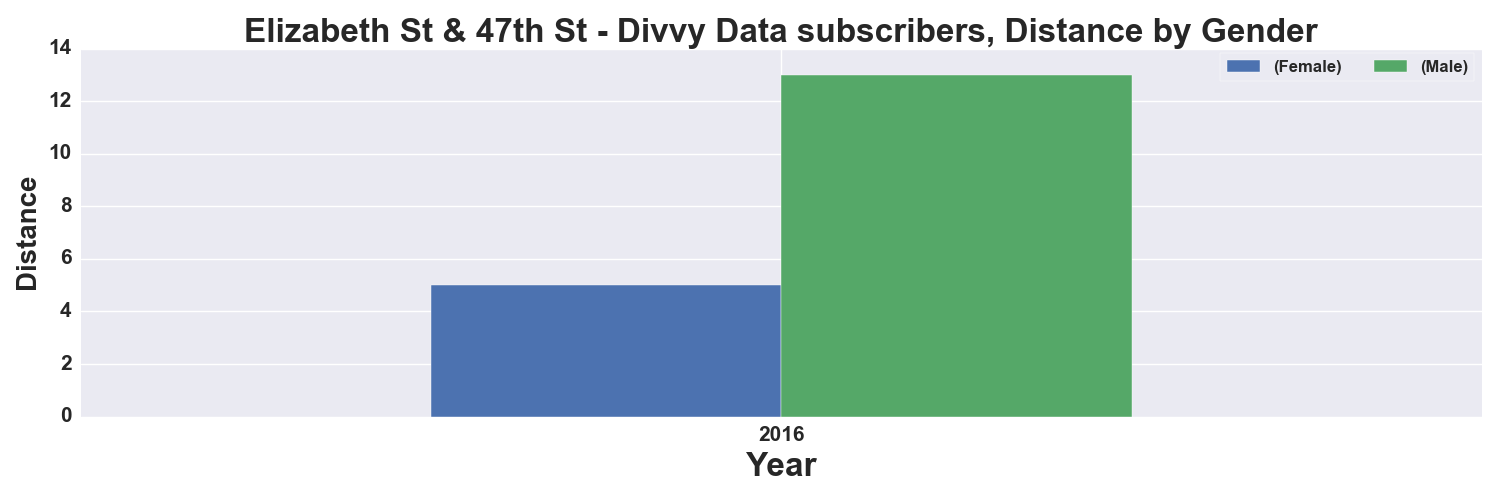 Elizabeth St & 47th St - Divvy Data subscribers, Distance by Gender
(Female) (Male)
Distance
14
12
10
8
6
4
2
0
2016
Year